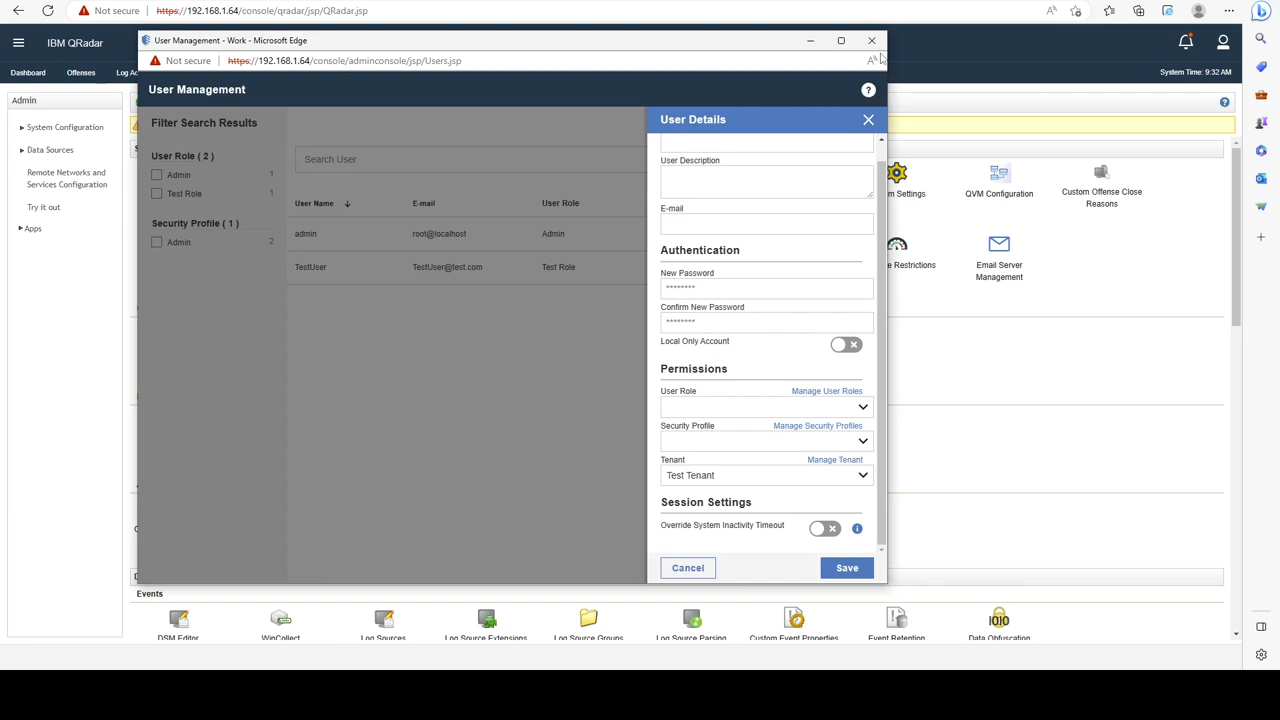 Not secure https://192.168.1.64/console/qradar/jsp/QRadar.jsp
IBM QRadar
Dashboard Offenses Log Ac
System Time: 9:32 AM
User Management - Work - Microsoft Edge
Not secure https://192.168.1.64/console/adminconsole/jsp/Users.jsp
User Management
Admin
System Configuration
Data Sources
Remote Networks and
Services Configuration
Try it out
Apps
Filter Search Results
User Role ( 2 )
Admin 1
Test Role 1
Security Profile ( 1 )
Admin 2
Search User
User Name E-mail User Role
admin root@localhost Admin
TestUser TestUser@test.com Test Role
User Details
User Description
E-mail
Authentication
New Password
********
Confirm New Password
********
Local Only Account
Permissions
User Role Manage User Roles
Security Profile Manage Security Profiles
Tenant Manage Tenant
Test Tenant
Session Settings
Override System Inactivity Timeout
Cancel Save
m Settings
QVM Configuration
Custom Offense Close
Reasons
e Restrictions
Email Server
Management
Events
DSM Editor
WinCollect
Log Sources
Log Source Extensions
Log Source Groups
Log Source Parsing
Custom Event Properties
Event Retention
Data Obfuscation